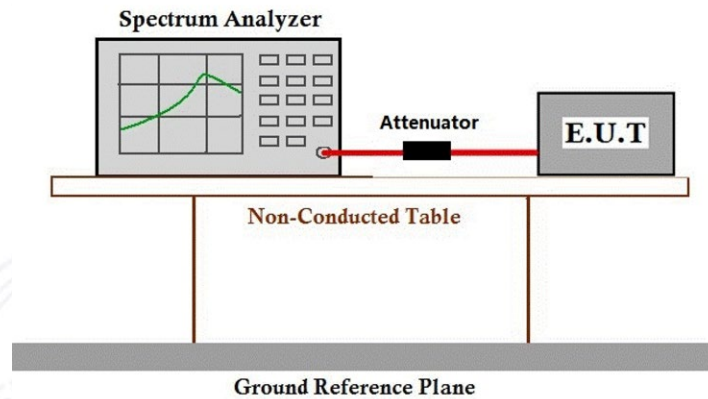 Spectrum Analyzer
Attenuator
E.U.T
Non-Conducted Table
Ground Reference Plane